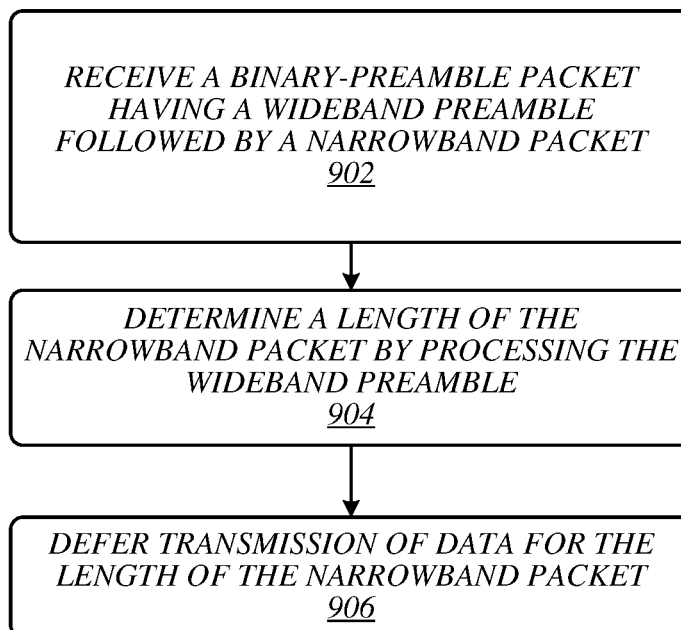 RECEIVE A BINARY-PREAMBLE PACKET
HAVING A WIDEBAND PREAMBLE
FOLLOWED BY A NARROWBAND PACKET
902
DETERMINE A LENGTH OF THE
NARROWBAND PACKET BY PROCESSING THE
WIDEBAND PREAMBLE
904
DEFER TRANSMISSION OF DATA FOR THE
LENGTH OF THE NARROWBAND PACKET
906